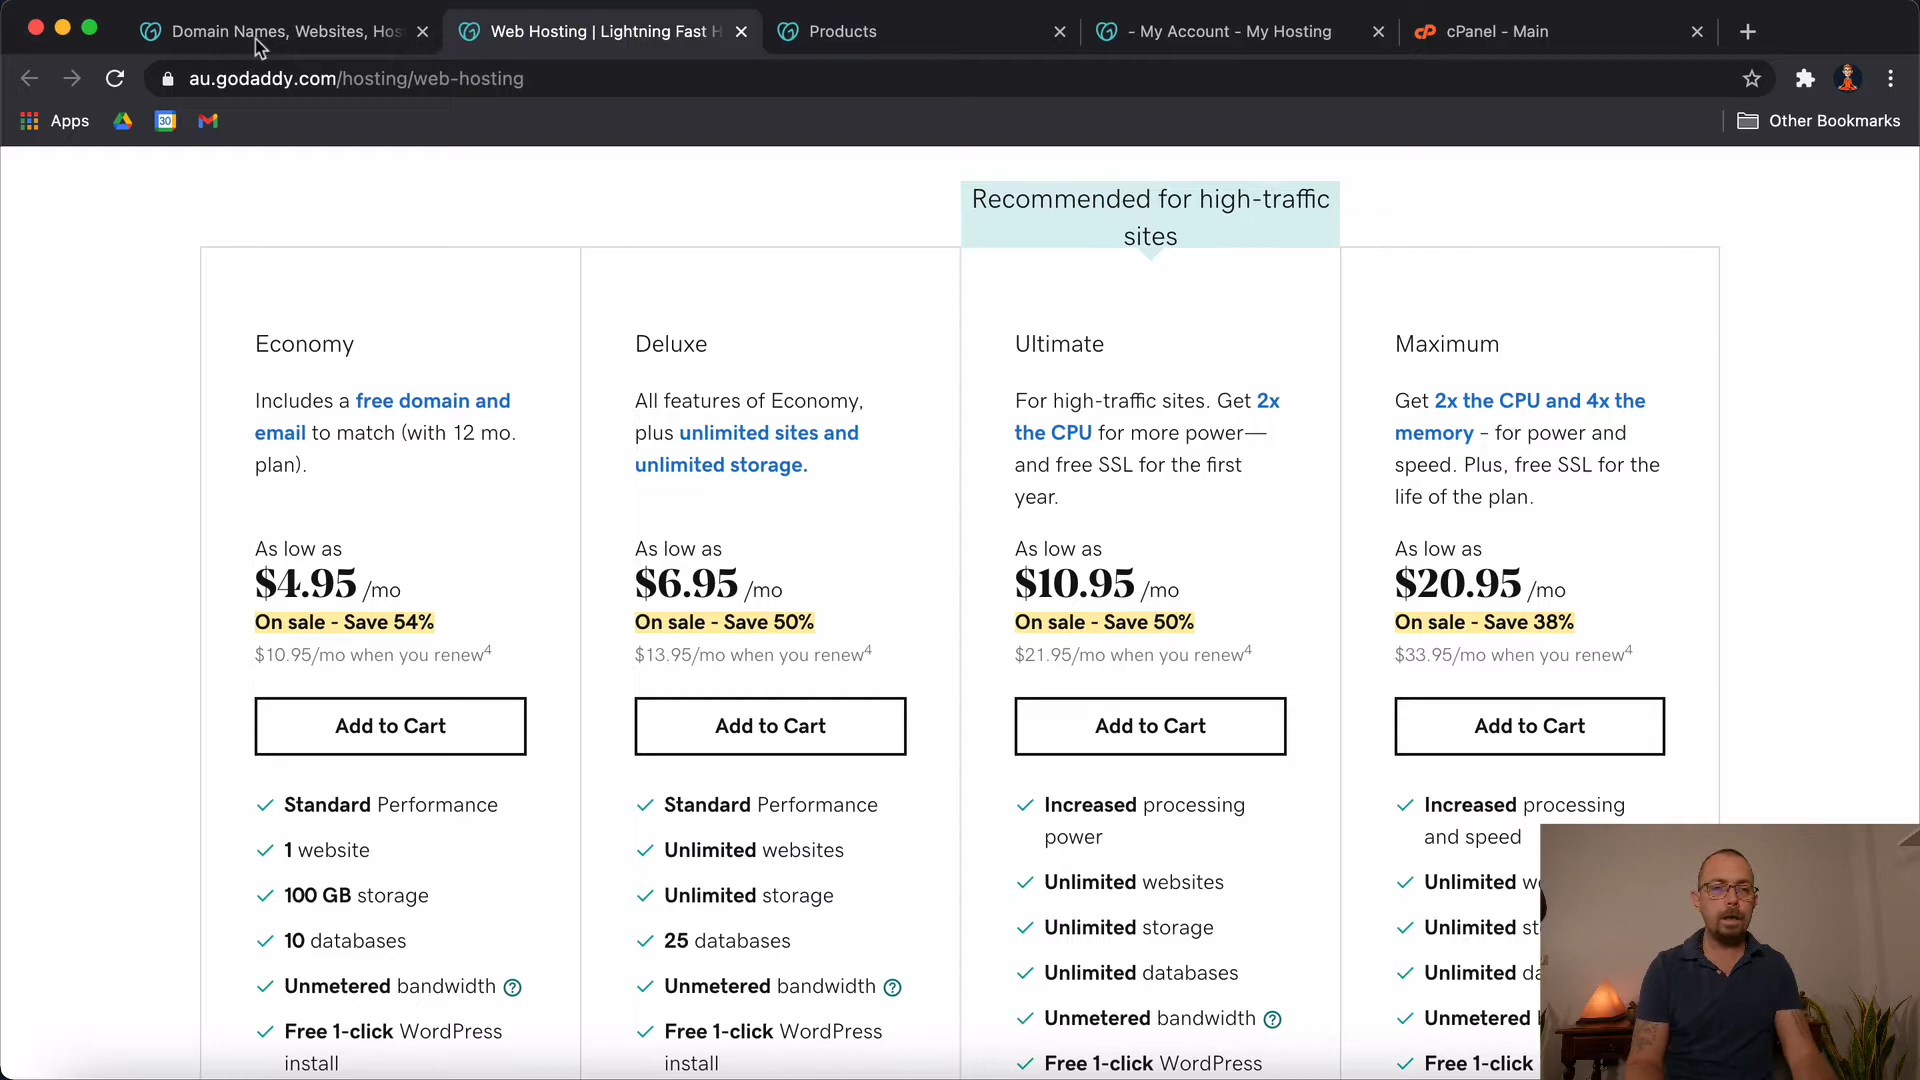 Domain Names, Websites, Hos
Web Hosting | Lightning Fast H
Products
- My Account - My Hosting
cPanel - Main
au.godaddy.com/hosting/web-hosting
Apps
30
Other Bookmarks
Recommended for high-traffic
sites
Economy
Includes a free domain and
email to match (with 12 mo.
plan).
As low as
$4.95 /mo
On sale - Save 54%
$10.95/mo when you renew4
Add to Cart
Standard Performance
1 website
100 GB storage
10 databases
Unmetered bandwidth ?
Free 1-click WordPress
install
Deluxe
All features of Economy,
plus unlimited sites and
unlimited storage.
As low as
$6.95 /mo
On sale - Save 50%
$13.95/mo when you renew4
Add to Cart
Standard Performance
Unlimited websites
Unlimited storage
25 databases
Unmetered bandwidth ?
Free 1-click WordPress
install
Ultimate
For high-traffic sites. Get 2x
the CPU for more power—
and free SSL for the first
year.
As low as
$10.95 /mo
On sale - Save 50%
$21.95/mo when you renew4
Add to Cart
Increased processing
power
Unlimited websites
Unlimited storage
Unlimited databases
Unmetered bandwidth ?
Free 1-click WordPress
Maximum
Get 2x the CPU and 4x the
memory - for power and
speed. Plus, free SSL for the
life of the plan.
As low as
$20.95 /mo
On sale - Save 38%
$33.95/mo when you renew4
Add to Cart
Increased processing
and speed
Unlimited w
Unlimited st
Unlimited da
Unmetered
Free 1-click